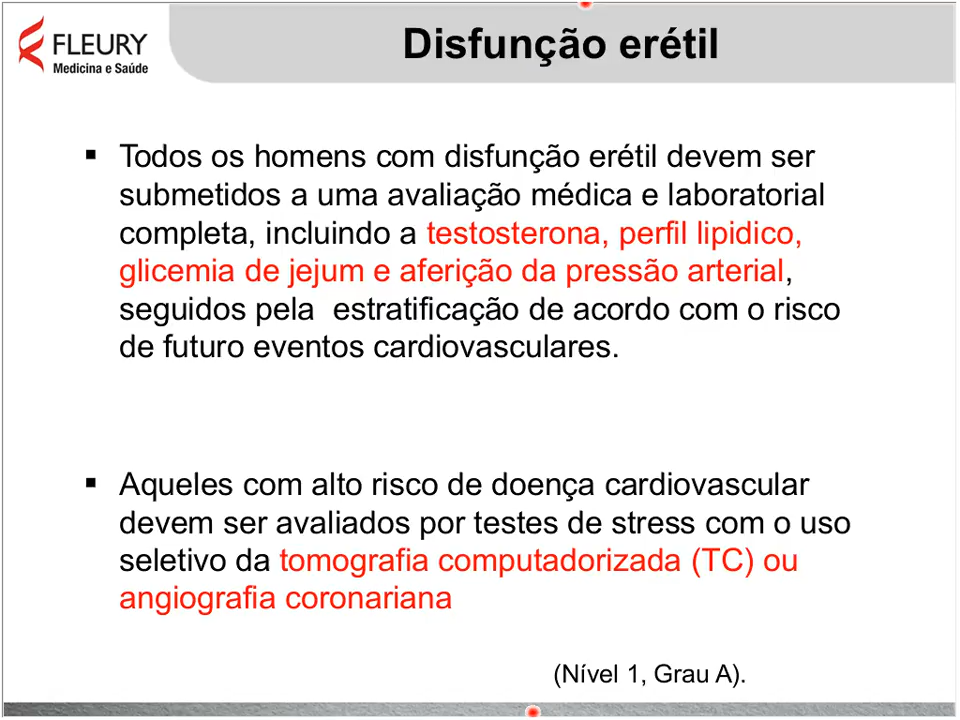 FLEURY
Medicina e Saúde
Disfunção erétil
▪ Todos os homens com disfunção erétil devem ser
submetidos a uma avaliação médica e laboratorial
completa, incluindo a testosterona, perfil lipidico,
glicemia de jejum e aferição da pressão arterial,
seguidos pela estratificação de acordo com o risco
de futuro eventos cardiovasculares.
▪ Aqueles com alto risco de doença cardiovascular
devem ser avaliados por testes de stress com o uso
seletivo da tomografia computadorizada (TC) ou
angiografia coronariana
(Nível 1, Grau A).